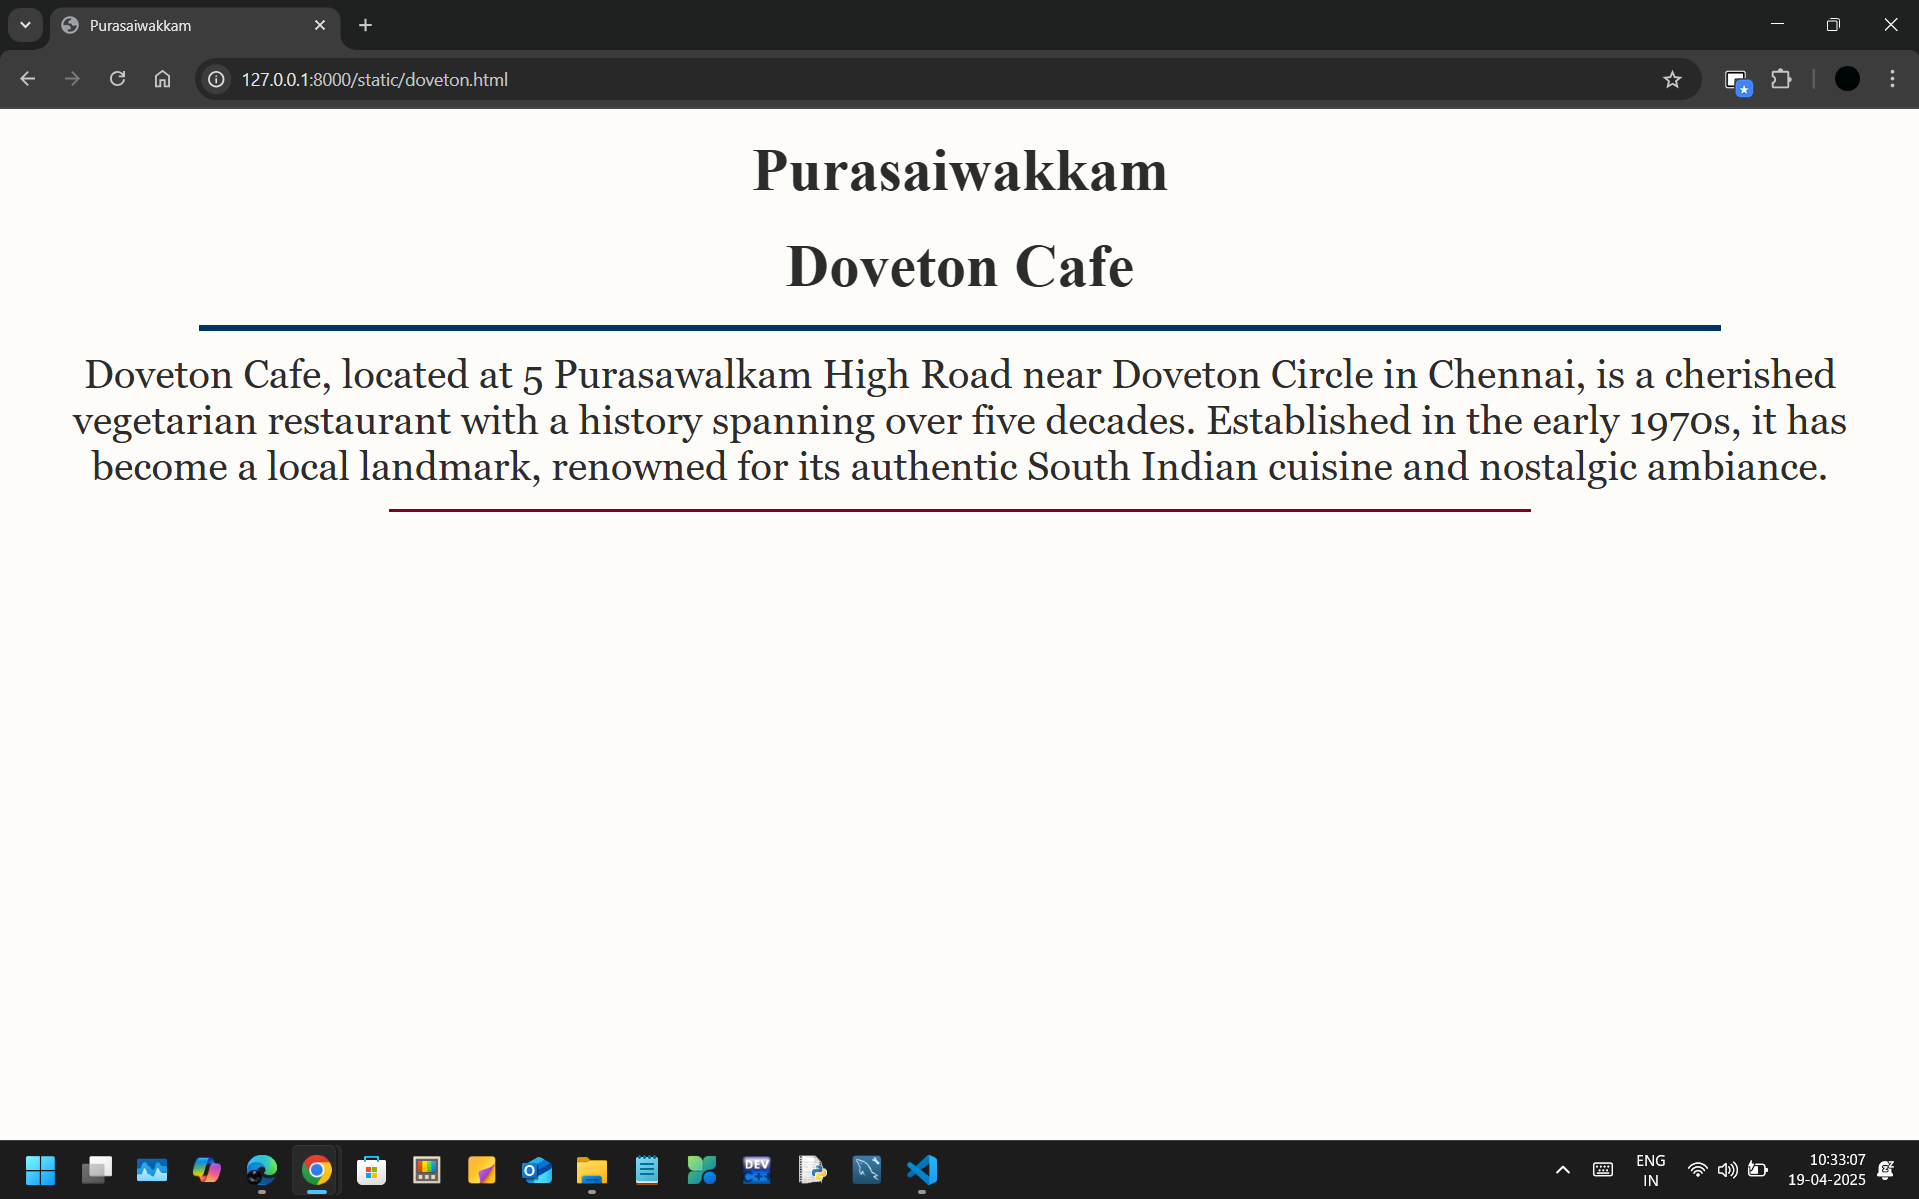 Purasaiwakkam
127.0.0.1:8000/static/doveton.html
Purasaiwakkam
Doveton Cafe
Doveton Cafe, located at 5 Purasawalkam High Road near Doveton Circle in Chennai, is a cherished
vegetarian restaurant with a history spanning over five decades. Established in the early 1970s, it has
become a local landmark, renowned for its authentic South Indian cuisine and nostalgic ambiance.
DEV
ENG
IN
10:33:07
19-04-2025